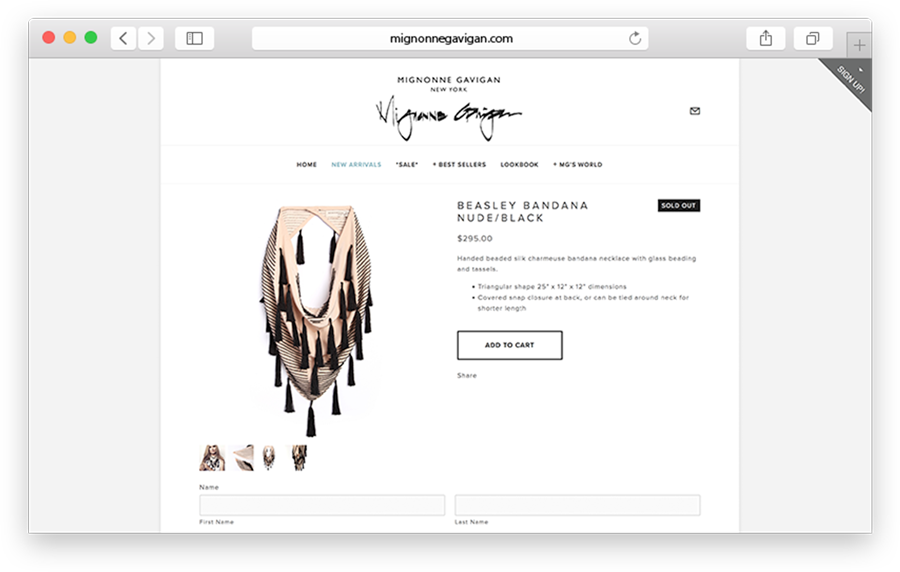 mignonnegavigan.com
SIGN UP!
MIGNONNE GAVIGAN
NEW YORK
Mignonne Gavigan
HOME NEW ARRIVALS *SALE* + BEST SELLERS LOOKBOOK + MG'S WORLD
BEASLEY BANDANA
NUDE/BLACK
SOLD OUT
$295.00
Handed beaded silk charmeuse bandana necklace with glass beading
and tassels.
• Triangular shape 25" x 12" x 12" dimensions
• Covered snap closure at back, or can be tied around neck for
shorter length
ADD TO CART
Share
Name
First Name
Last Name